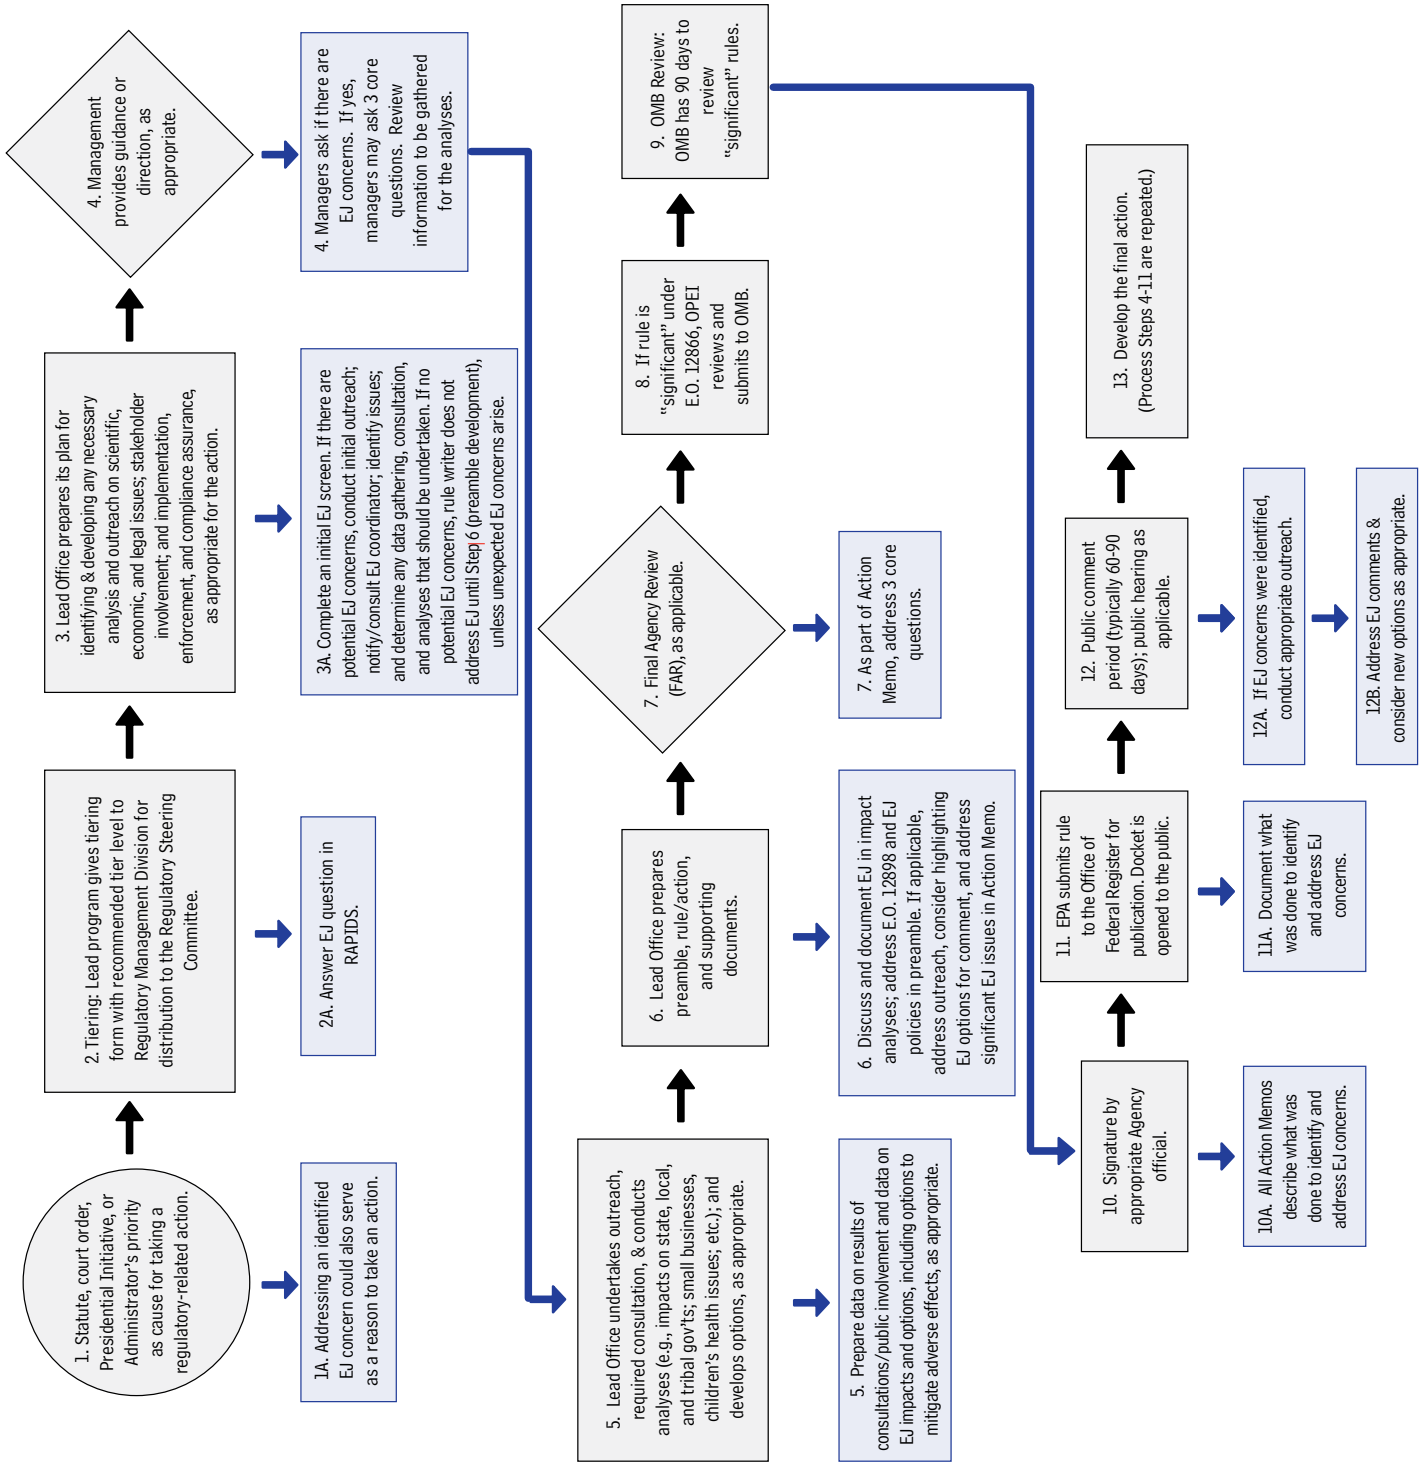 1. Statute, court order,
Presidential Initiative, or
Administrator's priority
as cause for taking a
regulatory-related action.
1A. Addressing an identified
EJ concern could also serve
as a reason to take an action.
2. Tiering: Lead program gives tiering
form with recommended tier level to
Regulatory Management Division for
distribution to the Regulatory Steering
Committee.
2A. Answer EJ question in
RAPIDS.
3. Lead Office prepares its plan for
identifying & developing any necessary
analysis and outreach on scientific,
economic, and legal issues; stakeholder
involvement; and implementation,
enforcement, and compliance assurance,
as appropriate for the action.
3A. Complete an initial EJ screen. If there are
potential EJ concerns, conduct initial outreach;
notify/consult EJ coordinator; identify issues;
and determine any data gathering, consultation,
and analyses that should be undertaken. If no
potential EJ concerns, rule writer does not
address EJ until Step 6 (preamble development),
unless unexpected EJ concerns arise.
4. Management
provides guidance or
direction, as
appropriate.
4. Managers ask if there are
EJ concerns. If yes,
managers may ask 3 core
questions. Review
information to be gathered
for the analyses.
5. Lead Office undertakes outreach,
required consultation, & conducts
analyses (e.g., impacts on state, local,
and tribal gov'ts; small businesses,
children's health issues; etc.); and
develops options, as appropriate.
5. Prepare data on results of
consultations/public involvement and data on
EJ impacts and options, including options to
mitigate adverse effects, as appropriate.
6. Lead Office prepares
preamble, rule/action,
and supporting
documents.
6. Discuss and document EJ in impact
analyses; address E.O. 12898 and EJ
policies in preamble. If applicable,
address outreach, consider highlighting
EJ options for comment, and address
significant EJ issues in Action Memo.
7. Final Agency Review
(FAR), as applicable.
7. As part of Action
Memo, address 3 core
questions.
8. If rule is
"significant" under
E.O. 12866, OPEI
reviews and
submits to OMB.
9. OMB Review:
OMB has 90 days to
review
"significant" rules.
10. Signature by
appropriate Agency
official.
10A. All Action Memos
describe what was
done to identify and
address EJ concerns.
11. EPA submits rule
to the Office of
Federal Register for
publication. Docket is
opened to the public.
11A. Document what
was done to identify
and address EJ
concerns.
12. Public comment
period (typically 60-90
days); public hearing as
applicable.
12A. If EJ concerns were identified,
conduct appropriate outreach.
12B. Address EJ comments &
consider new options as appropriate.
13. Develop the final action.
(Process Steps 4-11 are repeated.)